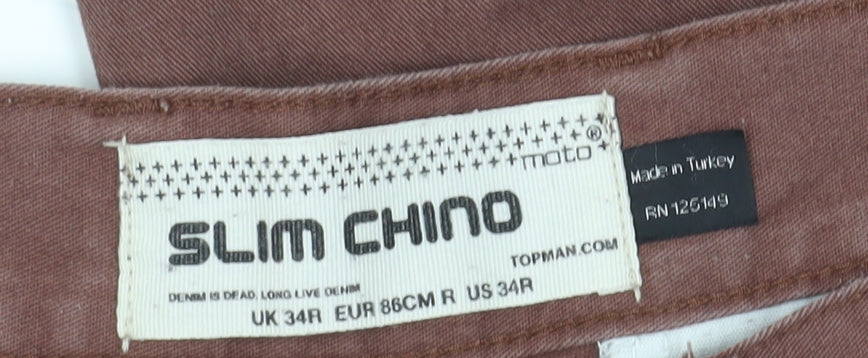 moto®
SLIM CHINO
TOPMAN.COM
DENIM IS DEAD. LONG LIVE DENIM
UK 34R EUR 86CM R US 34R
Made in Turkey
RN 125149